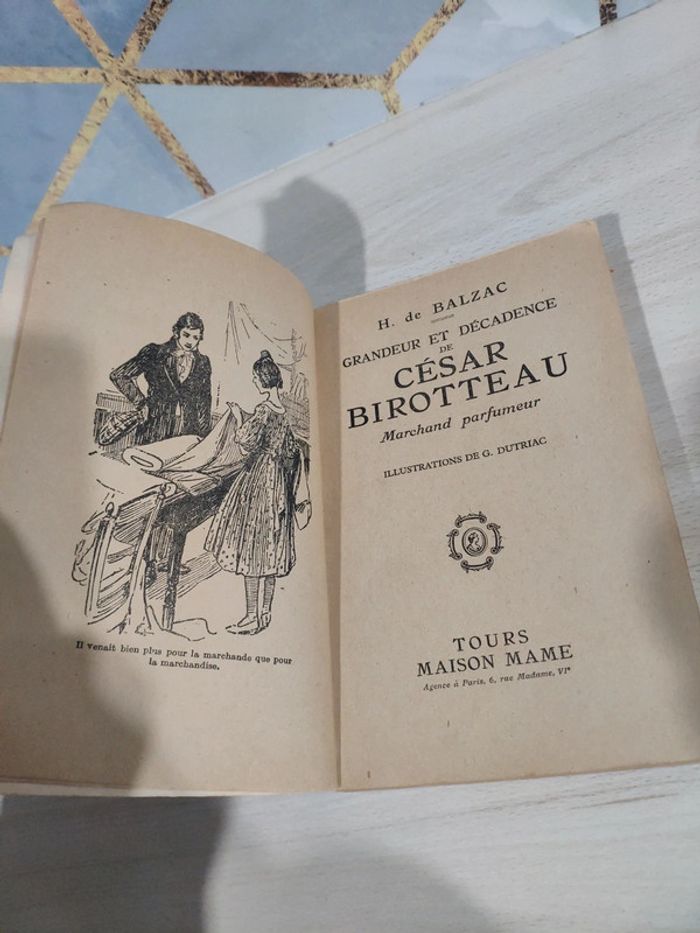 Il venait bien plus pour la marchande que pour
la marchandise.
H. de BALZAC
GRANDEUR ET DÉCADENCE
DE
CÉSAR
BIROTTEAU
Marchand parfumeur
ILLUSTRATIONS DE G. DUTRIAC
TOURS
MAISON MAME
Agence à Paris, 6, rue Madame, VIᵉ